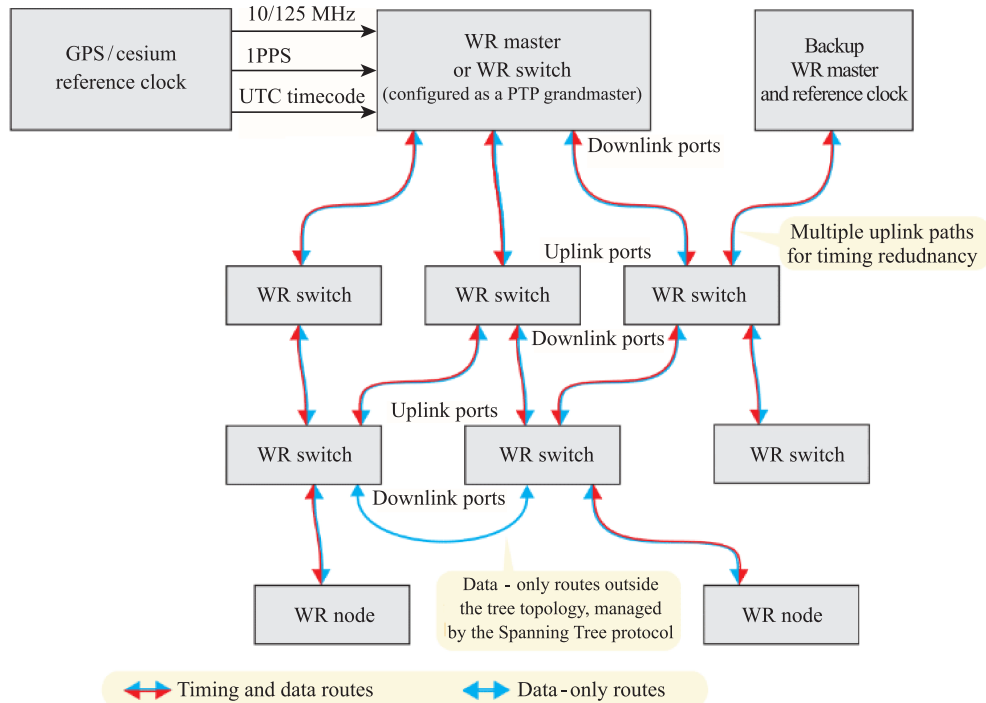 10/125 MHz
GPS/cesium
reference clock
1PPS
UTC timecode
WR master
or WR switch
(configured as a PTP grandmaster)
Backup
WR master
and reference clock
Downlink ports
Multiple uplink paths
for timing redudnancy
Uplink ports
WR switch
WR switch
WR switch
Downlink ports
Uplink ports
WR switch
WR switch
WR switch
Downlink ports
Data - only routes outside
the tree topology, managed
by the Spanning Tree protocol
WR node
WR node
Timing and data routes
Data - only routes